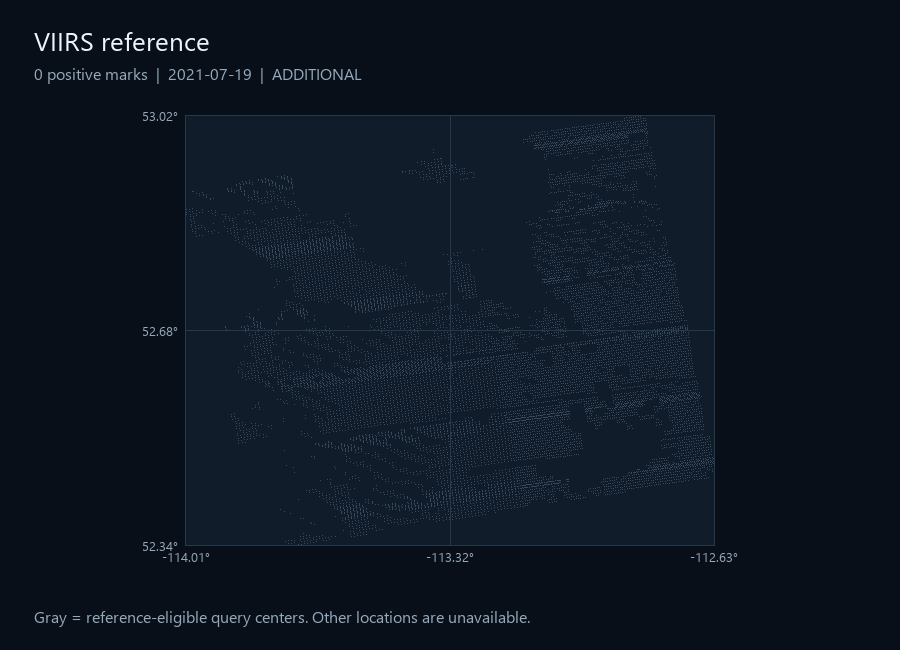 VIIRS reference
0 positive marks | 2021-07-19 | ADDITIONAL
53.02°
52.68°
52.34°
-114.01° -113.32° -112.63°
Gray = reference-eligible query centers. Other locations are unavailable.